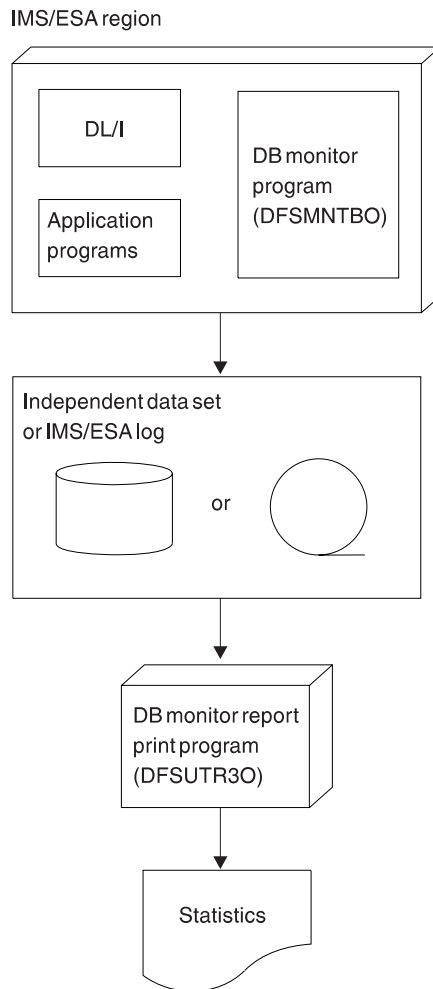 IMS/ESA region
DL/I
Application
programs
DB monitor
program
(DFSMNTBO)
Independent data set
or IMS/ESA log
or
DB monitor report
print program
(DFSUTR3O)
Statistics